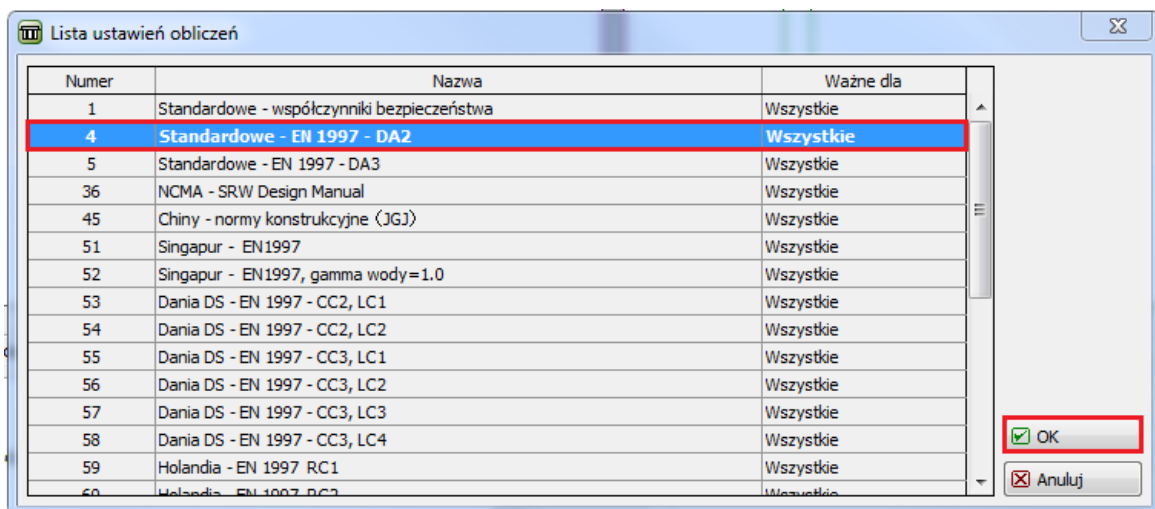 Lista ustawień obliczeń
Numer Nazwa Ważne dla
1 Standardowe - współczynniki bezpieczeństwa Wszystkie
4 Standardowe - EN 1997 - DA2 Wszystkie
5 Standardowe - EN 1997 - DA3 Wszystkie
36 NCMA - SRW Design Manual Wszystkie
45 Chiny - normy konstrukcyjne (JGJ) Wszystkie
51 Singapur - EN1997 Wszystkie
52 Singapur - EN1997, gamma wody=1.0 Wszystkie
53 Dania DS - EN 1997 - CC2, LC1 Wszystkie
54 Dania DS - EN 1997 - CC2, LC2 Wszystkie
55 Dania DS - EN 1997 - CC3, LC1 Wszystkie
56 Dania DS - EN 1997 - CC3, LC2 Wszystkie
57 Dania DS - EN 1997 - CC3, LC3 Wszystkie
58 Dania DS - EN 1997 - CC3, LC4 Wszystkie
OK
59 Holandia - EN 1997 RC1 Wszystkie
Anuluj